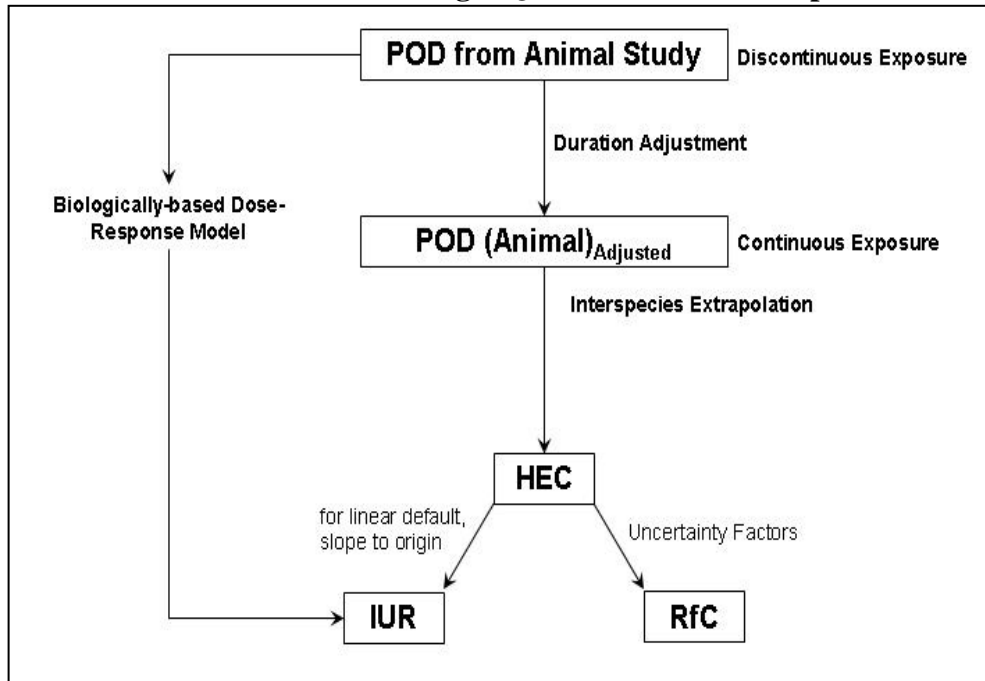 POD from Animal Study
Discontinuous Exposure
Duration Adjustment
Biologically-based Dose-
Response Model
POD (Animal)Adjusted
Continuous Exposure
Interspecies Extrapolation
HEC
for linear default,
slope to origin
Uncertainty Factors
IUR
RfC